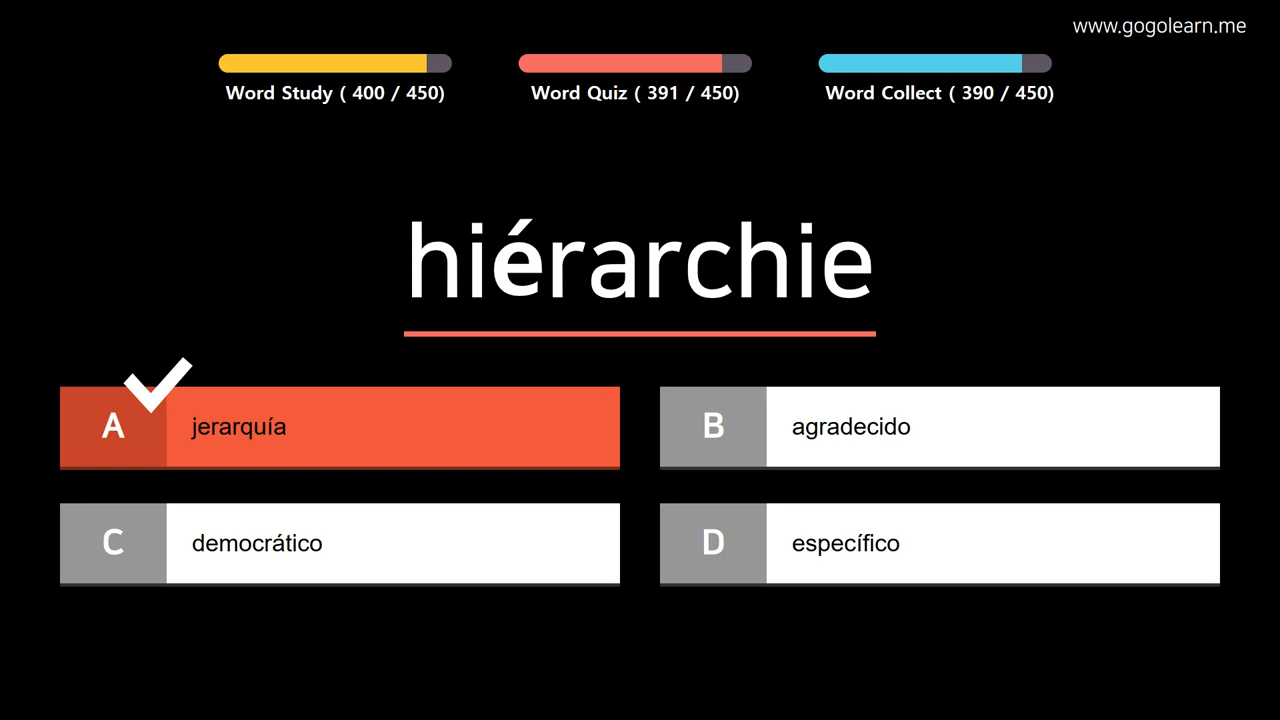 www.gogolearn.me
Word Study ( 400 / 450)
Word Quiz ( 391 / 450)
Word Collect ( 390 / 450)
hiérarchie
A jerarquía
B agradecido
C democrático
D específico